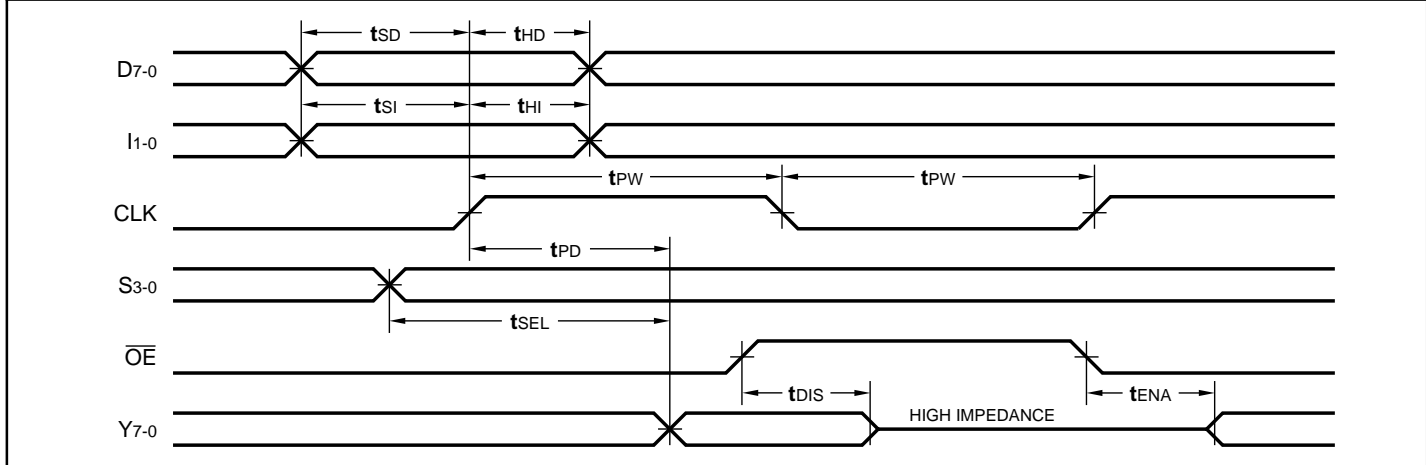 tSD tHD
D7-0
tSI tHI
I1-0
tPW tPW
CLK
tPD
S3-0
tSEL
OE
tDIS tENA
HIGH IMPEDANCE
Y7-0